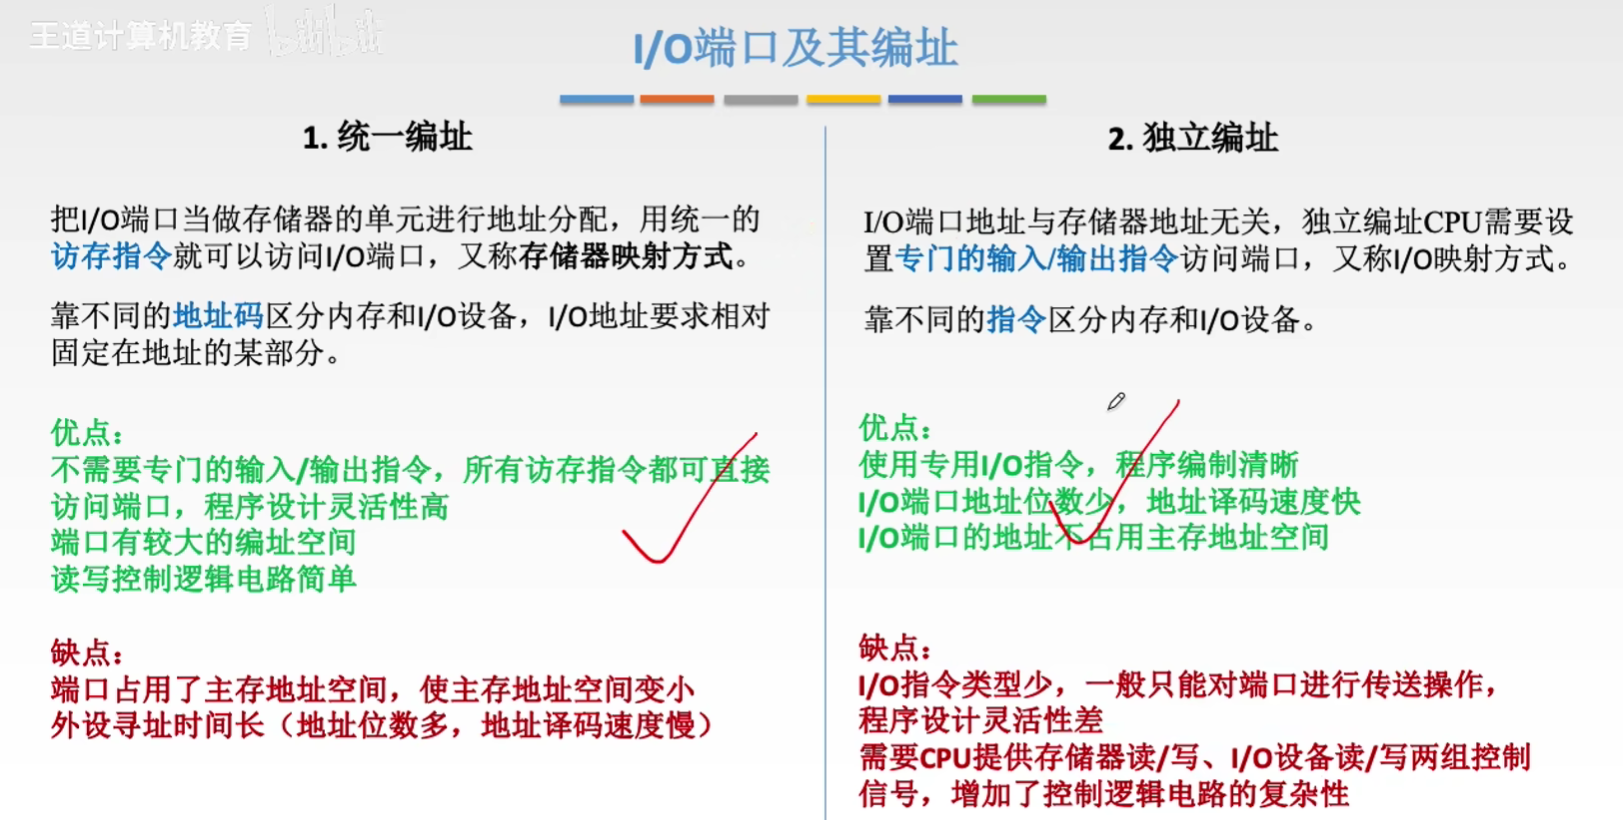 王道计算机教育 bilibili
I/O端口及其编址
1. 统一编址
把I/O端口当做存储器的单元进行地址分配，用统一的
访存指令就可以访问I/O端口，又称存储器映射方式。
靠不同的地址码区分内存和I/O设备，I/O地址要求相对
固定在地址的某部分。
优点：
不需要专门的输入/输出指令，所有访存指令都可直接
访问端口，程序设计灵活性高
端口有较大的编址空间
读写控制逻辑电路简单
缺点：
端口占用了主存地址空间，使主存地址空间变小
外设寻址时间长（地址位数多，地址译码速度慢）
2. 独立编址
I/O端口地址与存储器地址无关，独立编址CPU需要设
置专门的输入/输出指令访问端口，又称I/O映射方式。
靠不同的指令区分内存和I/O设备。
优点：
使用专用I/O指令，程序编制清晰
I/O端口地址位数少，地址译码速度快
I/O端口的地址不占用主存地址空间
缺点：
I/O指令类型少，一般只能对端口进行传送操作，
程序设计灵活性差
需要CPU提供存储器读/写、I/O设备读/写两组控制
信号，增加了控制逻辑电路的复杂性